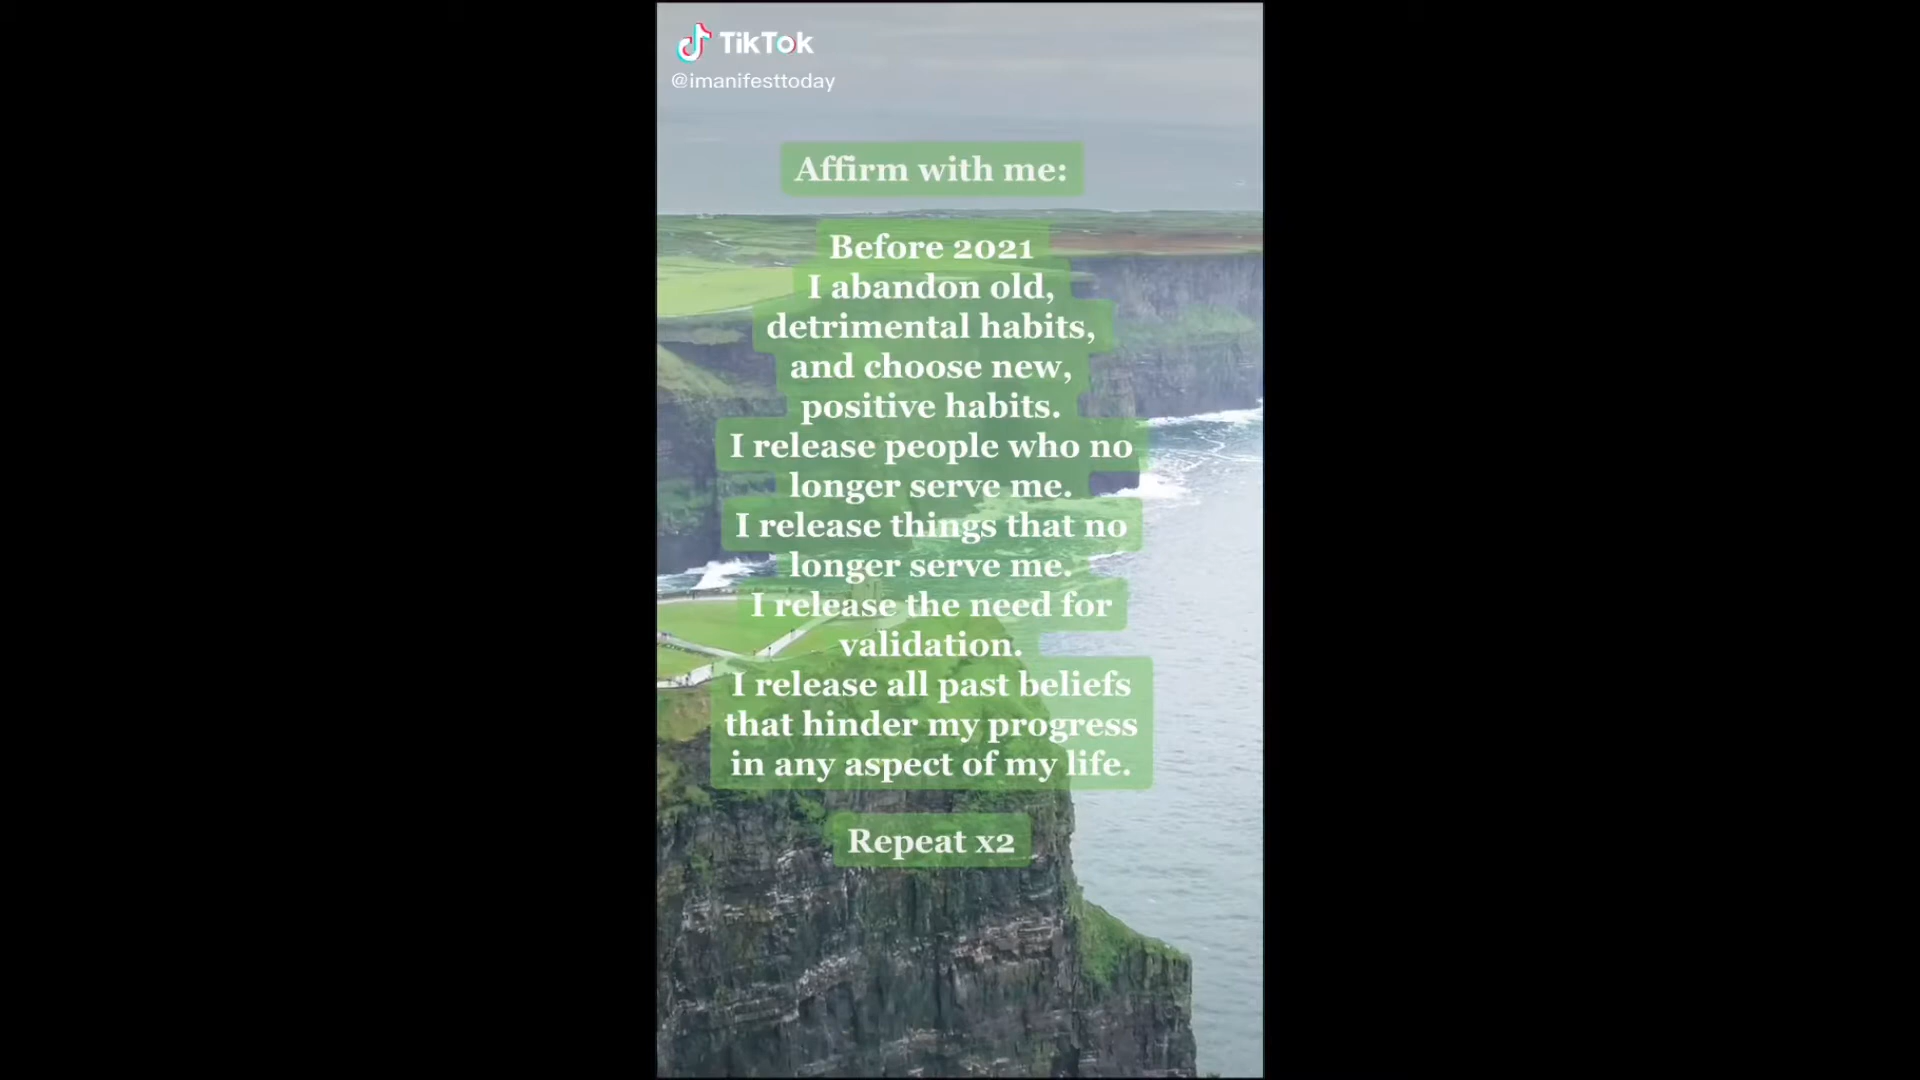 TikTok
@imanifesttoday
Affirm with me:
Before 2021
I abandon old,
detrimental habits,
and choose new,
positive habits.
I release people who no
longer serve me.
I release things that no
longer serve me.
I release the need for
validation.
I release all past beliefs
that hinder my progress
in any aspect of my life.
Repeat x2